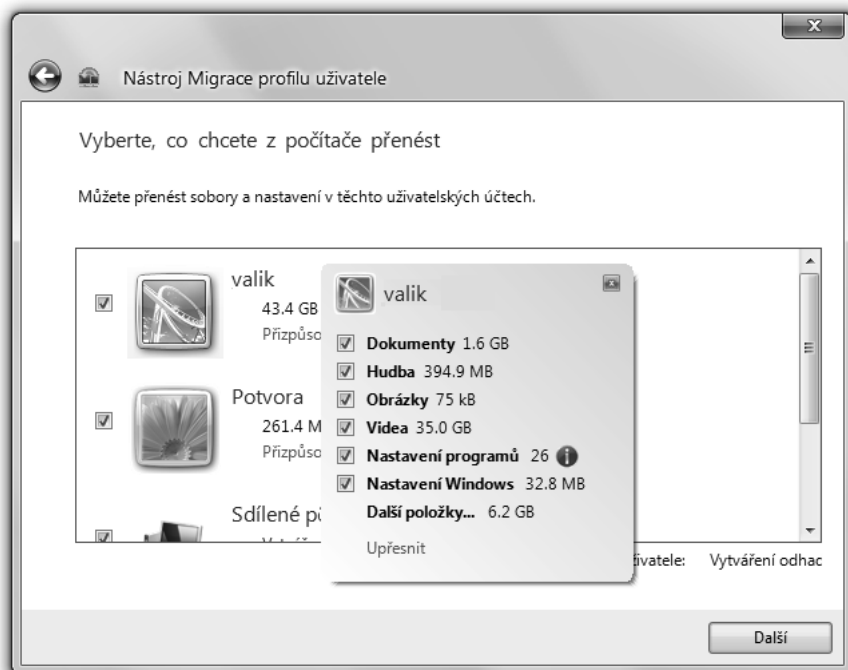 Nástroj Migrace profilu uživatele
Vyberte, co chcete z počítače přenést
Můžete přenést sobory a nastavení v těchto uživatelských účtech.
valik
43.4 GB
Přizpůso
Potvora
261.4 M
Přizpůso
Sdílené
valik
Dokumenty 1.6 GB
Hudba 394.9 MB
Obrázky 75 kB
Videa 35.0 GB
Nastavení programů 26
Nastavení Windows 32.8 MB
Další položky... 6.2 GB
Upřesnit
živatele: Vytváření odhac
Další